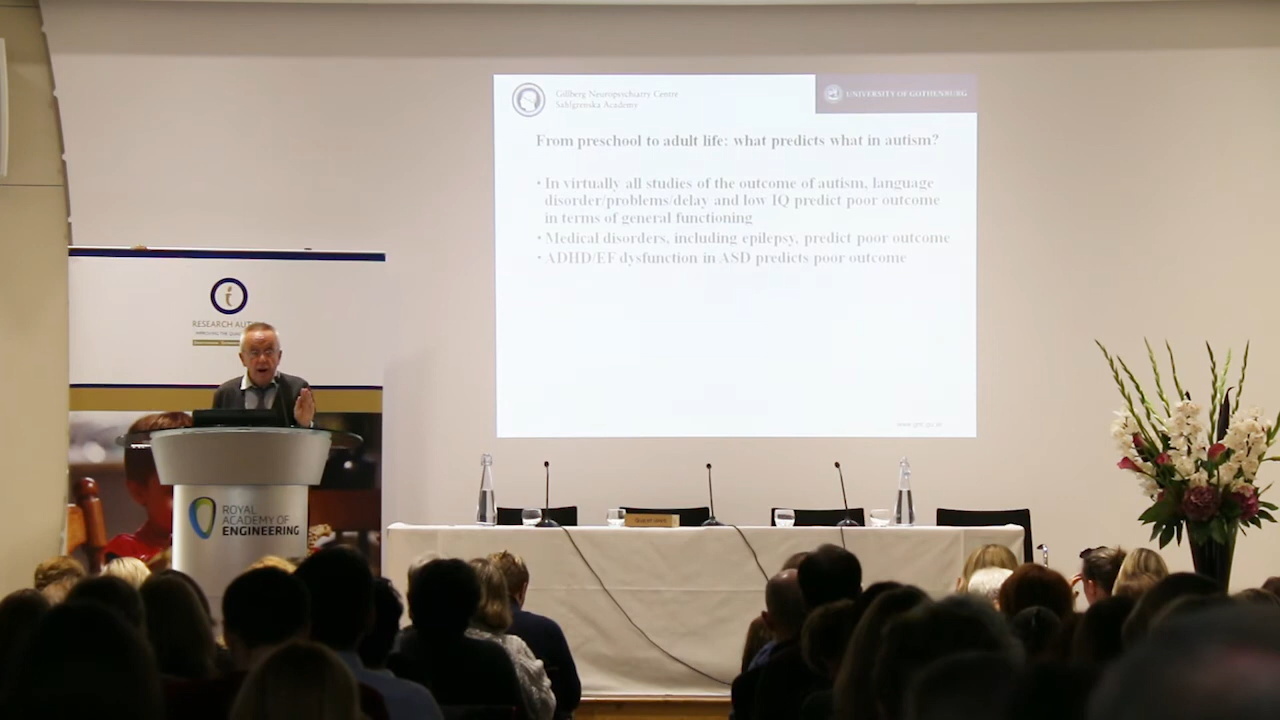 Gillberg Neuropsychiatry Centre
Sahlgrenska Academy
UNIVERSITY OF GOTHENBURG
From preschool to adult life: what predicts what in autism?
• In virtually all studies of the outcome of autism, language
disorder/problems/delay and low IQ predict poor outcome
in terms of general functioning
• Medical disorders, including epilepsy, predict poor outcome
• ADHD/EF dysfunction in ASD predicts poor outcome
RESEARCH
ROYAL
ACADEMY OF
ENGINEERING